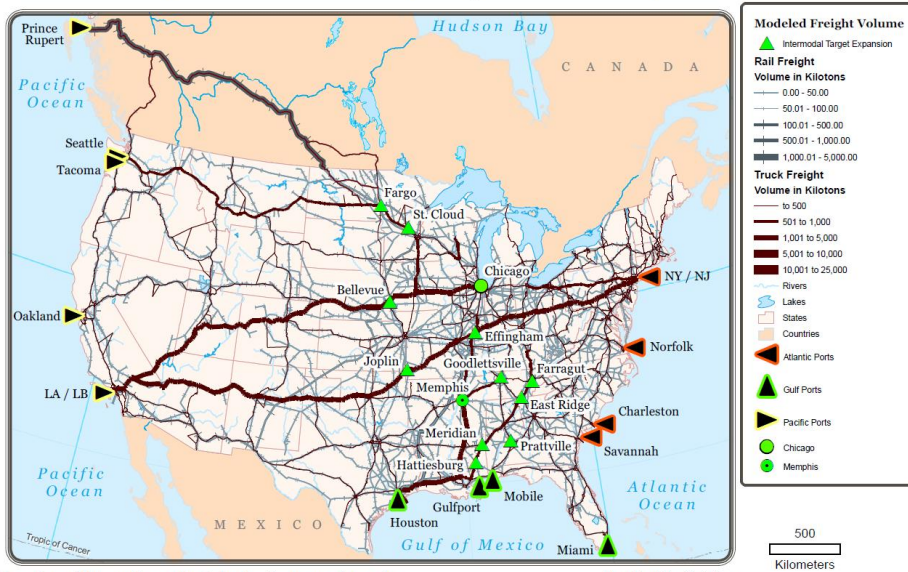 Prince
Rupert
Hudson Bay
CANADA
Pacific
Ocean
Seattle
Tacoma
Fargo
St. Cloud
Chicago
NY / NJ
Bellevue
Oakland
Effingham
Norfolk
Joplin
Goodlettsville
Farragut
LA / LB
Memphis
East Ridge
Charleston
Meridian
Prattville
Savannah
Hattiesburg
Pacific
Ocean
Mobile
Atlantic
Ocean
Gulfport
Houston
MEXICO
Gulf of Mexico
Miami
Tropic of Cancer
Modeled Freight Volume
Intermodal Target Expansion
Rail Freight
Volume in Kilotons
0.00 - 50.00
50.01 - 100.00
100.01 - 500.00
500.01 - 1,000.00
1,000.01 - 5,000.00
Truck Freight
Volume in Kilotons
to 500
501 to 1,000
1,001 to 5,000
5,001 to 10,000
10,001 to 25,000
Rivers
Lakes
States
Countries
Atlantic Ports
Gulf Ports
Pacific Ports
Chicago
Memphis
500
Kilometers